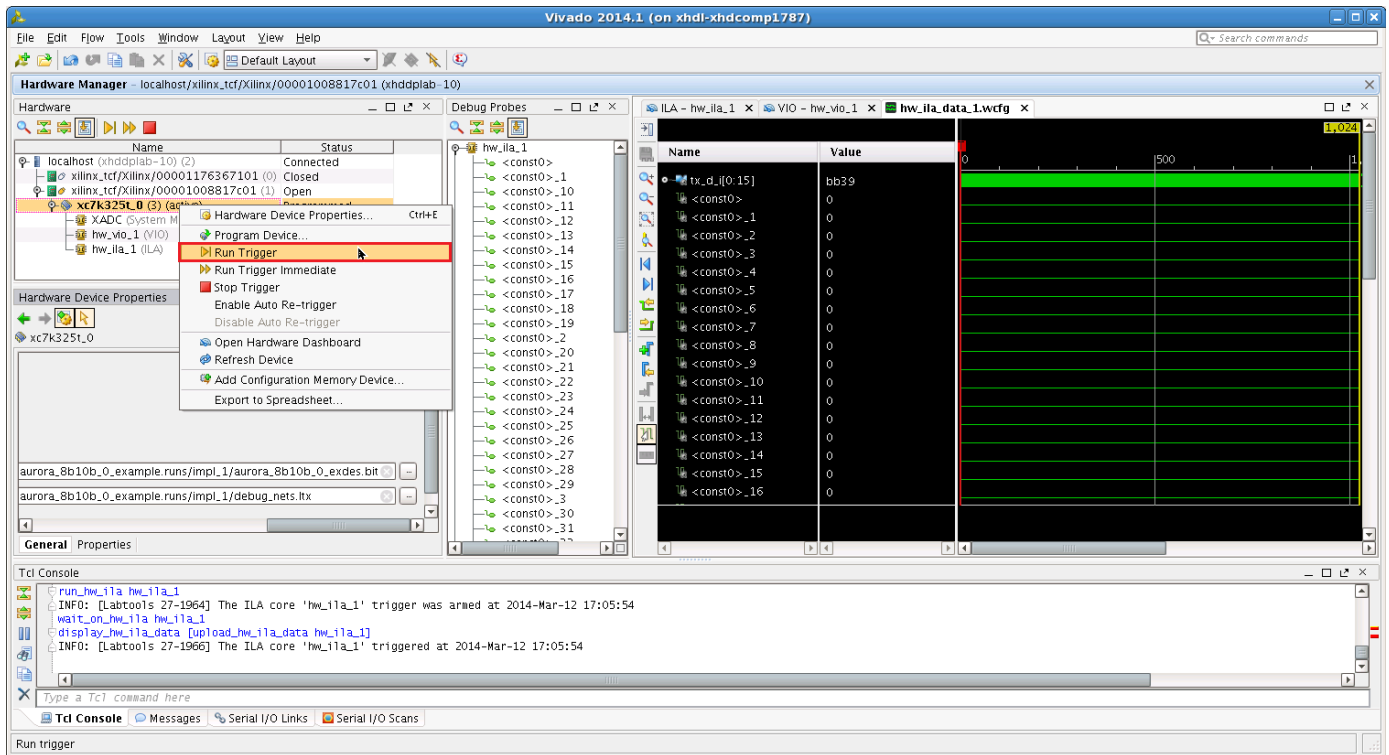 Vivado 2014.1 (on xhdl-xhdcomp1787)
File Edit Flow Tools Window Layout View Help
Search commands
Default Layout
Hardware Manager - localhost/xilinx_tcf/Xilinx/00001008817c01 (xhddplab-10)
Hardware
Name Status
localhost (xhddplab-10) (2) Connected
xilinx_tcf/Xilinx/00001176367101 (0) Closed
xilinx_tcf/Xilinx/00001008817c01 (1) Open
xc7k325t_0 (3) (active) Programmed
XADC (System M
hw_vio_1 (VIO)
hw_ila_1 (ILA)
Hardware Device Properties... Ctrl+E
Program Device...
Run Trigger
Run Trigger Immediate
Stop Trigger
Enable Auto Re-trigger
Disable Auto Re-trigger
Open Hardware Dashboard
Refresh Device
Add Configuration Memory Device...
Export to Spreadsheet...
Hardware Device Properties
xc7k325t_0
aurora_8b10b_0_example.runs/impl_1/aurora_8b10b_0_exdes.bit
aurora_8b10b_0_example.runs/impl_1/debug_nets.ltx
General Properties
Debug Probes
hw_ila_1
<const0>
<const0>_1
<const0>_10
<const0>_11
<const0>_12
<const0>_13
<const0>_14
<const0>_15
<const0>_16
<const0>_17
<const0>_18
<const0>_19
<const0>_2
<const0>_20
<const0>_21
<const0>_22
<const0>_23
<const0>_24
<const0>_25
<const0>_26
<const0>_27
<const0>_28
<const0>_29
<const0>_3
<const0>_30
<const0>_31
ILA - hw_ila_1 VIO - hw_vio_1 hw_ila_data_1.wcfg
1,024
Name Value
0 500 1
tx_d_i[0:15] bb39
<const0> 0
<const0>_1 0
<const0>_2 0
<const0>_3 0
<const0>_4 0
<const0>_5 0
<const0>_6 0
<const0>_7 0
<const0>_8 0
<const0>_9 0
<const0>_10 0
<const0>_11 0
<const0>_12 0
<const0>_13 0
<const0>_14 0
<const0>_15 0
<const0>_16 0
Tcl Console
run_hw_ila hw_ila_1
INFO: [Labtools 27-1964] The ILA core 'hw_ila_1' trigger was armed at 2014-Mar-12 17:05:54
wait_on_hw_ila hw_ila_1
display_hw_ila_data [upload_hw_ila_data hw_ila_1]
INFO: [Labtools 27-1966] The ILA core 'hw_ila_1' triggered at 2014-Mar-12 17:05:54
Type a Tcl command here
Tcl Console Messages Serial I/O Links Serial I/O Scans
Run trigger